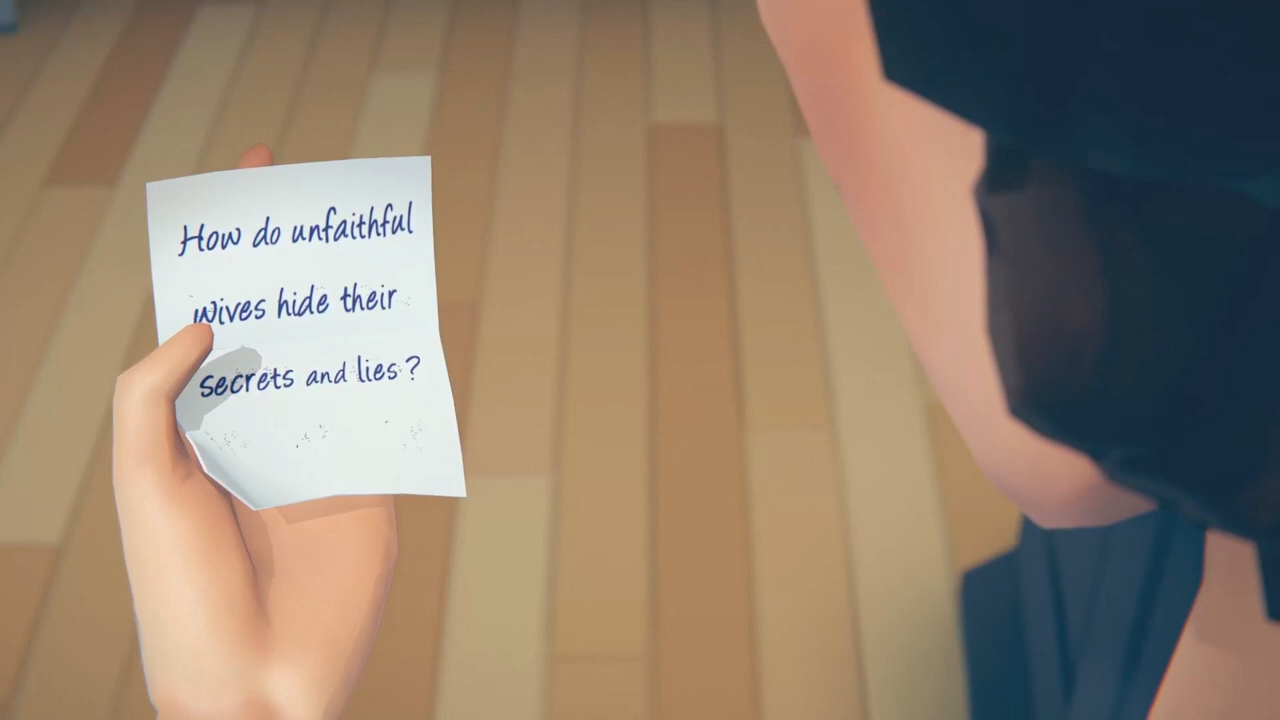 How do unfaithful
wives hide their
secrets and lies?